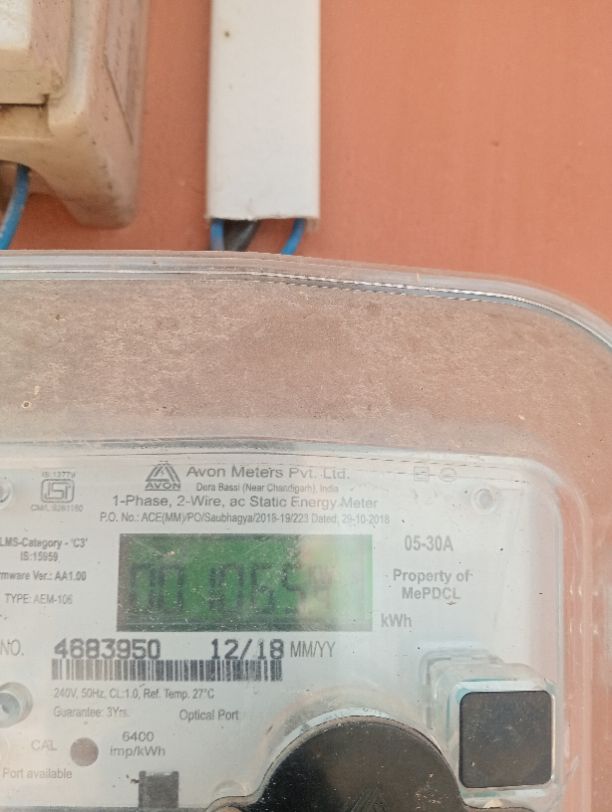 IS:13779
AVON
Avon Meters Pvt. Ltd.
Dera Bassi (Near Chandigarh), India
1-Phase, 2-Wire, ac Static Energy Meter
P.O. No.: ACE(MM)/PO/Saubhagya/2018-19/223 Dated, 29-10-2018
LMS-Category - 'C3'
IS:15959
rmware Ver.: AA1.00
TYPE: AEM-106
05-30A
Property of
MePDCL
kWh
NO. 4683950 12/18 MM/YY
240V, 50Hz, CL:1.0, Ref. Temp. 27°C
Guarantee: 3Yrs. Optical Port
CAL 6400
imp/kWh
Port available